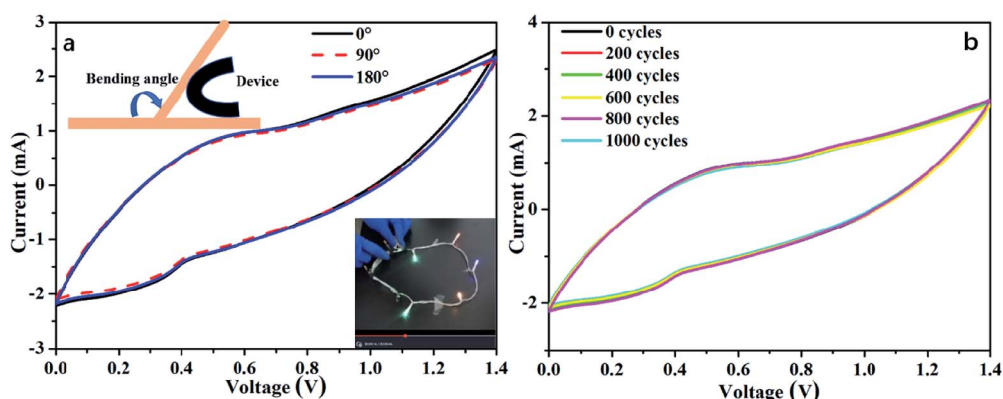 a
0°
90°
180°
Bending angle
Device
3
2
1
0
-1
-2
-3
Current (mA)
0.0 0.2 0.4 0.6 0.8 1.0 1.2 1.4
Voltage (V)
b
0 cycles
200 cycles
400 cycles
600 cycles
800 cycles
1000 cycles
4
2
0
-2
Current (mA)
0.0 0.2 0.4 0.6 0.8 1.0 1.2 1.4
Voltage (V)